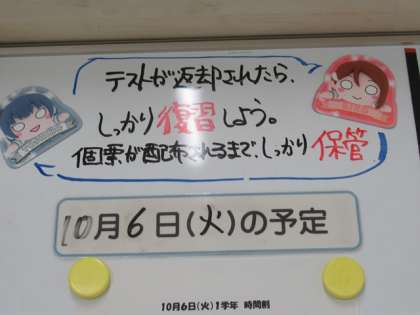 テストが返却されたら、
しっかり復習しよう。
個票が配布されるまで、しっかり保管
10月6日(火)の予定
10月6日(火)1学年 時間割